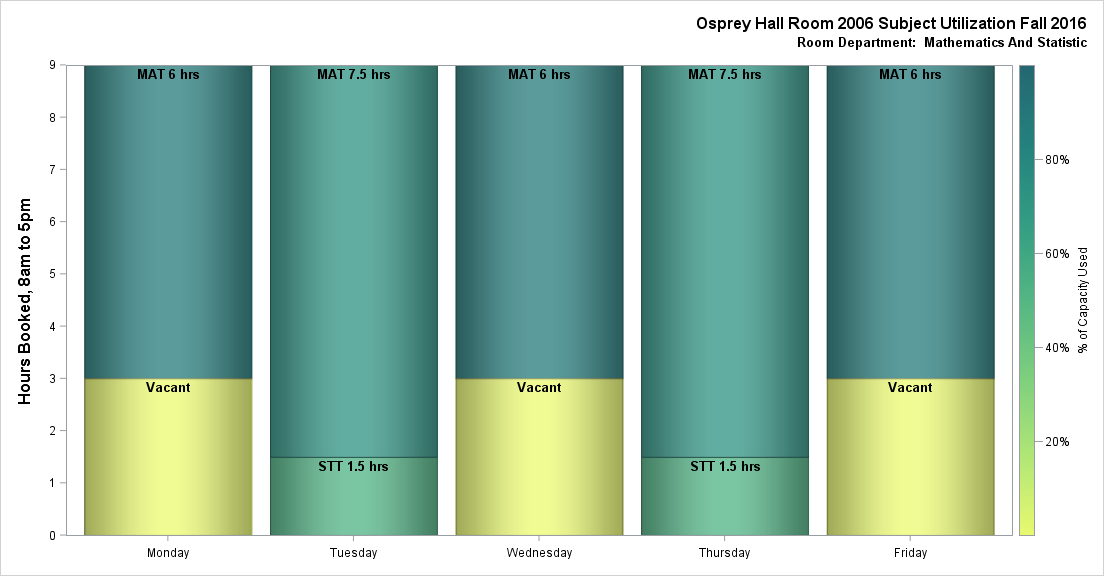 Osprey Hall Room 2006 Subject Utilization Fall 2016
Room Department: Mathematics And Statistic
Hours Booked, 8am to 5pm
9
8
7
6
5
4
3
2
1
0
MAT 6 hrs
MAT 7.5 hrs
MAT 6 hrs
MAT 7.5 hrs
MAT 6 hrs
Vacant
Vacant
Vacant
STT 1.5 hrs
STT 1.5 hrs
Monday
Tuesday
Wednesday
Thursday
Friday
80%
60%
40%
20%
% of Capacity Used